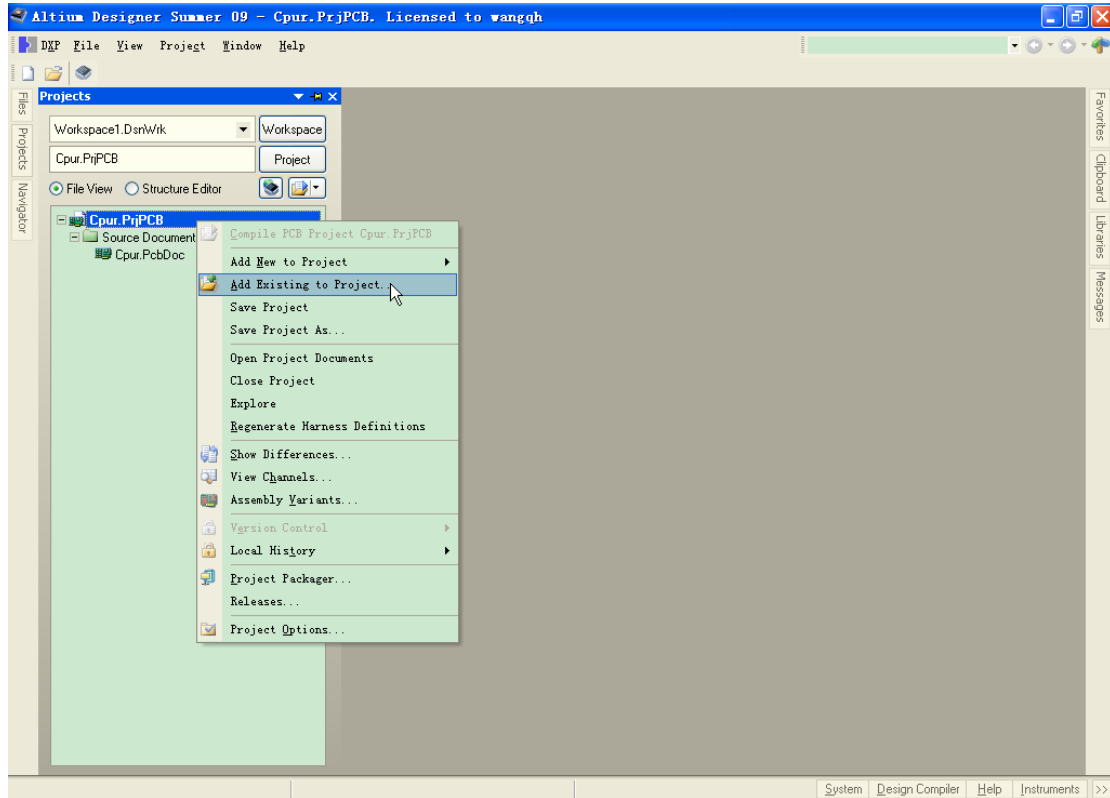 Altium Designer Summer 09 - Cpur.PrjPCB. Licensed to wangqh
DXP File View Project Window Help
Projects
Files
Projects
Navigator
Workspace1.DsnWrk Workspace
Cpur.PrjPCB Project
File View Structure Editor
Cpur.PrjPCB
Source Document
Cpur.PcbDoc
Compile PCB Project Cpur.PrjPCB
Add New to Project
Add Existing to Project..
Save Project
Save Project As...
Open Project Documents
Close Project
Explore
Regenerate Harness Definitions
Show Differences...
View Channels...
Assembly Variants...
Version Control
Local History
Project Packager...
Releases...
Project Options...
Favorites
Clipboard
Libraries
Messages
System Design Compiler Help Instruments >>